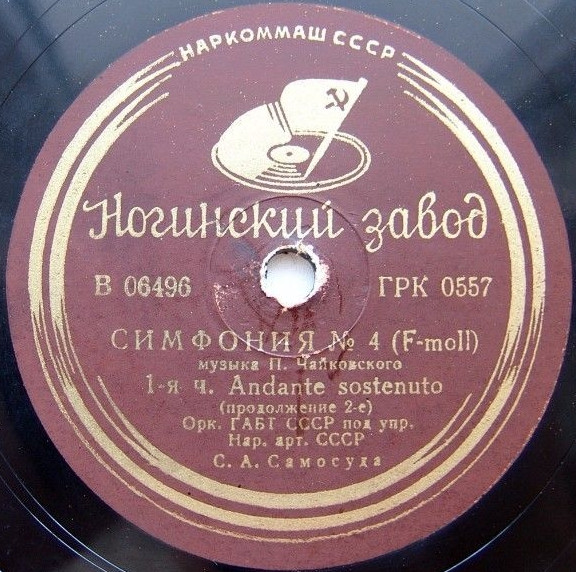 НАРКОММАШ СССР
Ногинский завод
В 06496 ГРК 0557
СИМФОНИЯ № 4 (F-moll)
музыка П. Чайковского
1-я ч. Andante sostenuto
(продолжение 2-е)
Орк. ГАБТ СССР под упр.
Нар. арт. СССР
С. А. Самосуда